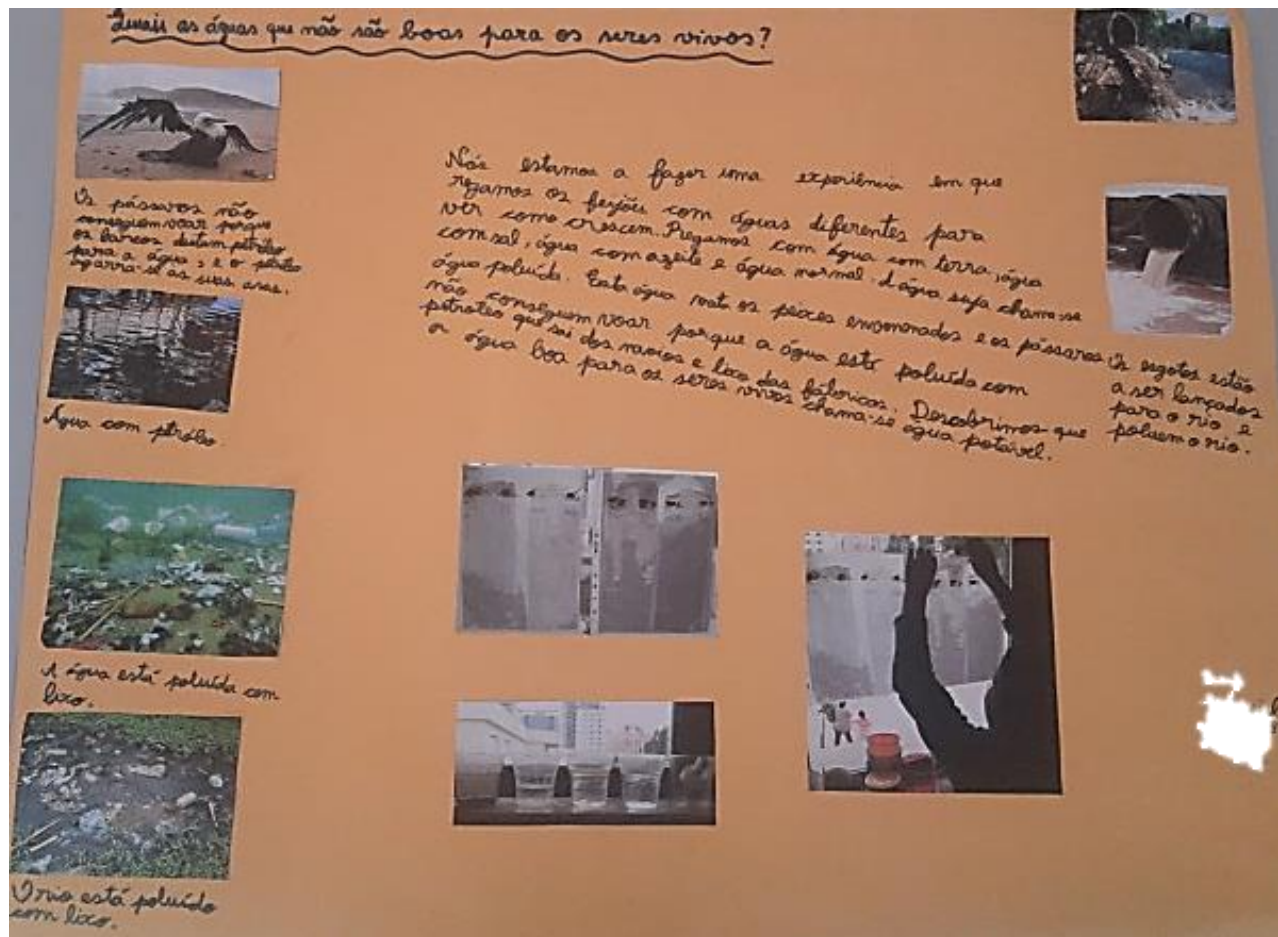 Quais as águas que não são boas para os seres vivos?
Os pássaros não
conseguem voar porque
os barcos deitam petróleo
para a água, e o petróleo
agarra-se às suas asas.
Água com petróleo.
A água está poluída com
lixo.
O rio está poluído
com lixo.
Nós estamos a fazer uma experiência em que
regamos os feijões com águas diferentes para
ver como crescem. Regamos com água com terra, água
com sal, água com azeite e água normal. A água suja chama-se
água poluída. Esta água mata os peixes envenenados e os pássaros
não conseguem voar porque a água está poluída com
petróleo que sai dos navios e lixo das fábricas. Descobrimos que
a água boa para os seres vivos chama-se água potável.
Os esgotos estão
a ser lançados
para o rio e
poluem o rio.